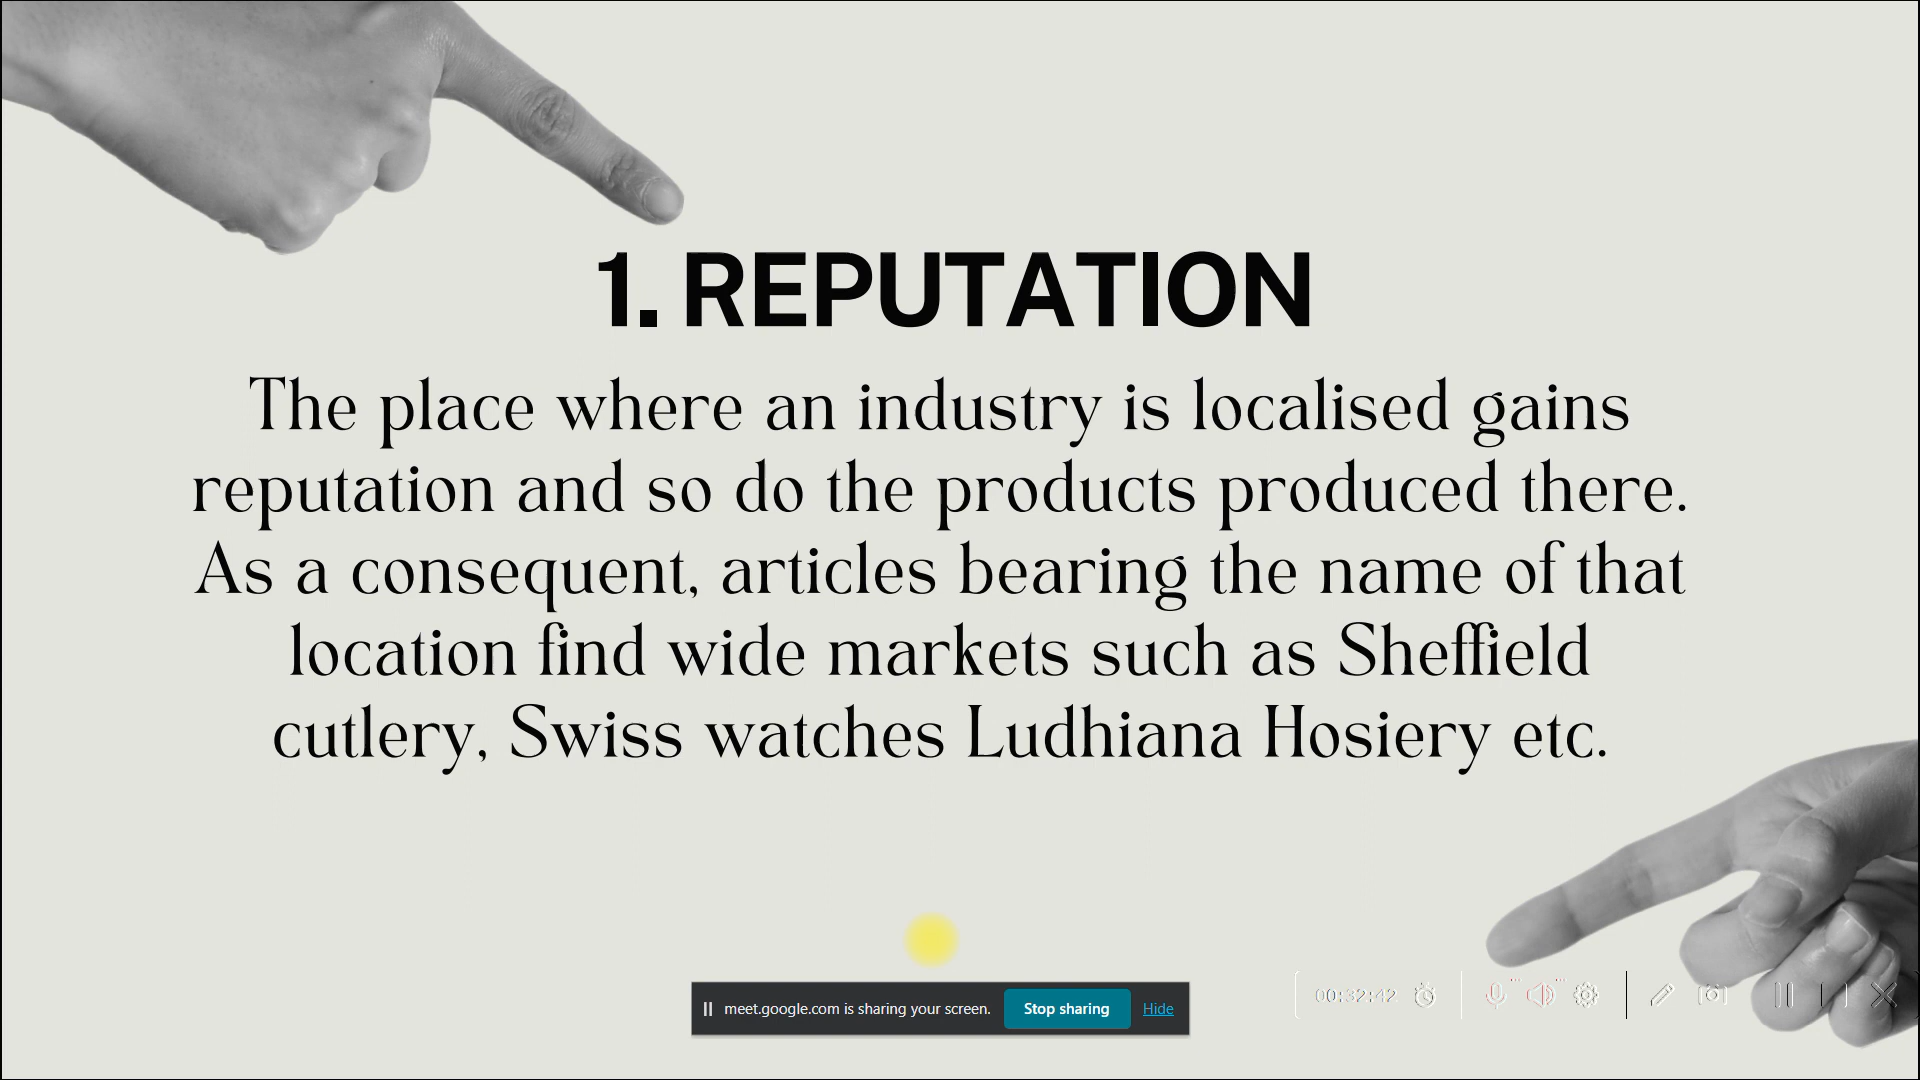 1. REPUTATION
The place where an industry is localised gains
reputation and so do the products produced there.
As a consequent, articles bearing the name of that
location find wide markets such as Sheffield
cutlery, Swiss watches Ludhiana Hosiery etc.
meet.google.com is sharing your screen. Stop sharing Hide
00:32:42